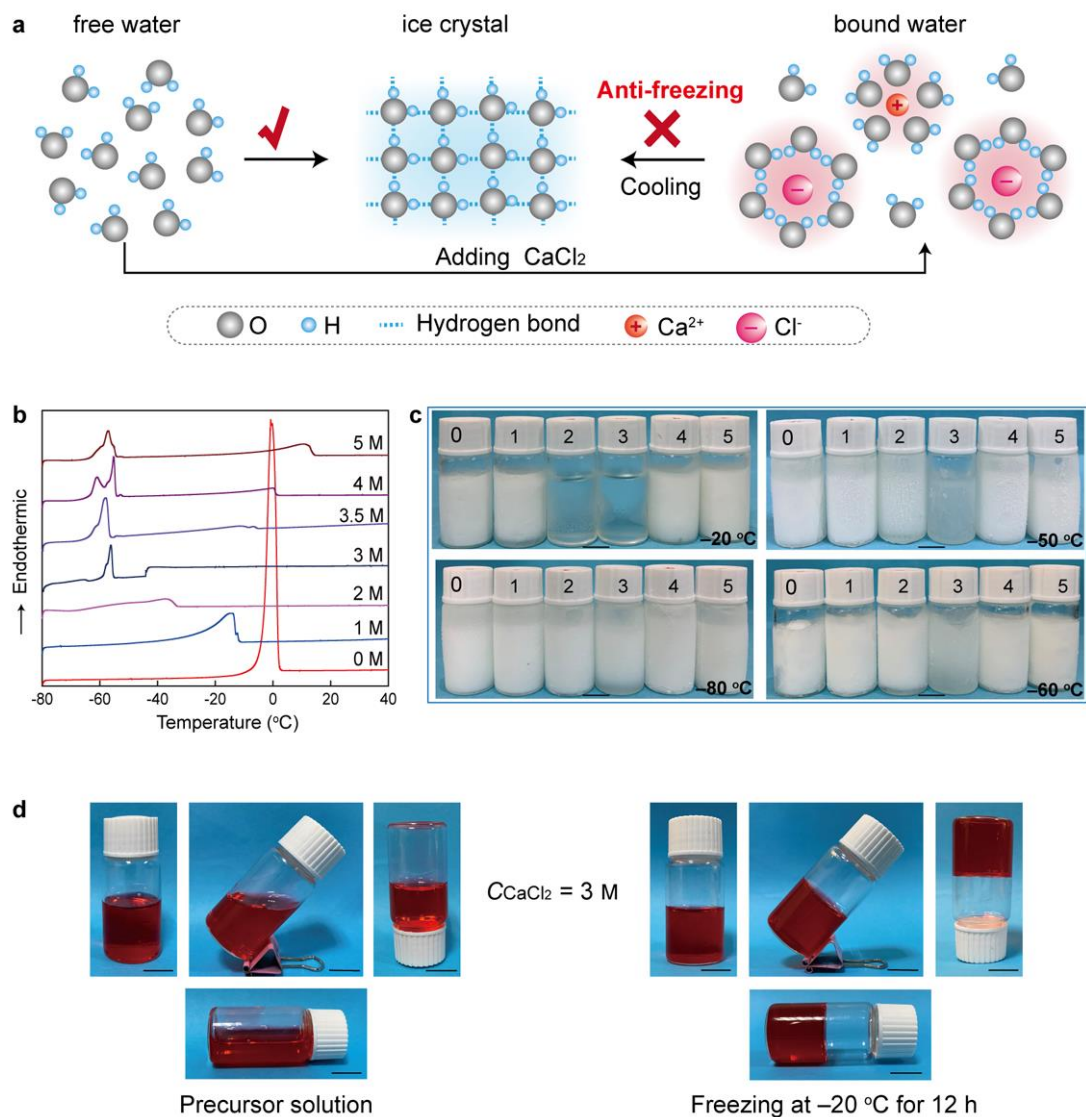 a
free water
ice crystal
bound water
Anti-freezing
Cooling
+
−
−
Adding CaCl₂
O
H
Hydrogen bond
+
Ca²⁺
−
Cl⁻
b
Endothermic
5 M
4 M
3.5 M
3 M
2 M
1 M
0 M
-80 -60 -40 -20 0 20 40
Temperature (°C)
c
0 1 2 3 4 5
–20 °C
0 1 2 3 4 5
–50 °C
0 1 2 3 4 5
–80 °C
0 1 2 3 4 5
–60 °C
d
CCaCl₂ = 3 M
Precursor solution
Freezing at –20 °C for 12 h